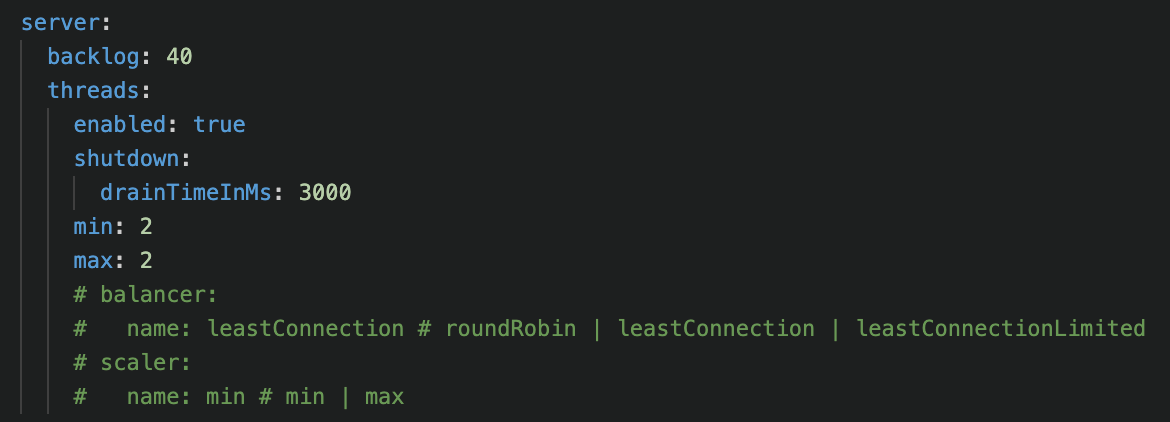 server:
  backlog: 40
  threads:
    enabled: true
    shutdown:
      drainTimeInMs: 3000
    min: 2
    max: 2
    # balancer:
    #   name: leastConnection # roundRobin | leastConnection | leastConnectionLimited
    # scaler:
    #   name: min # min | max